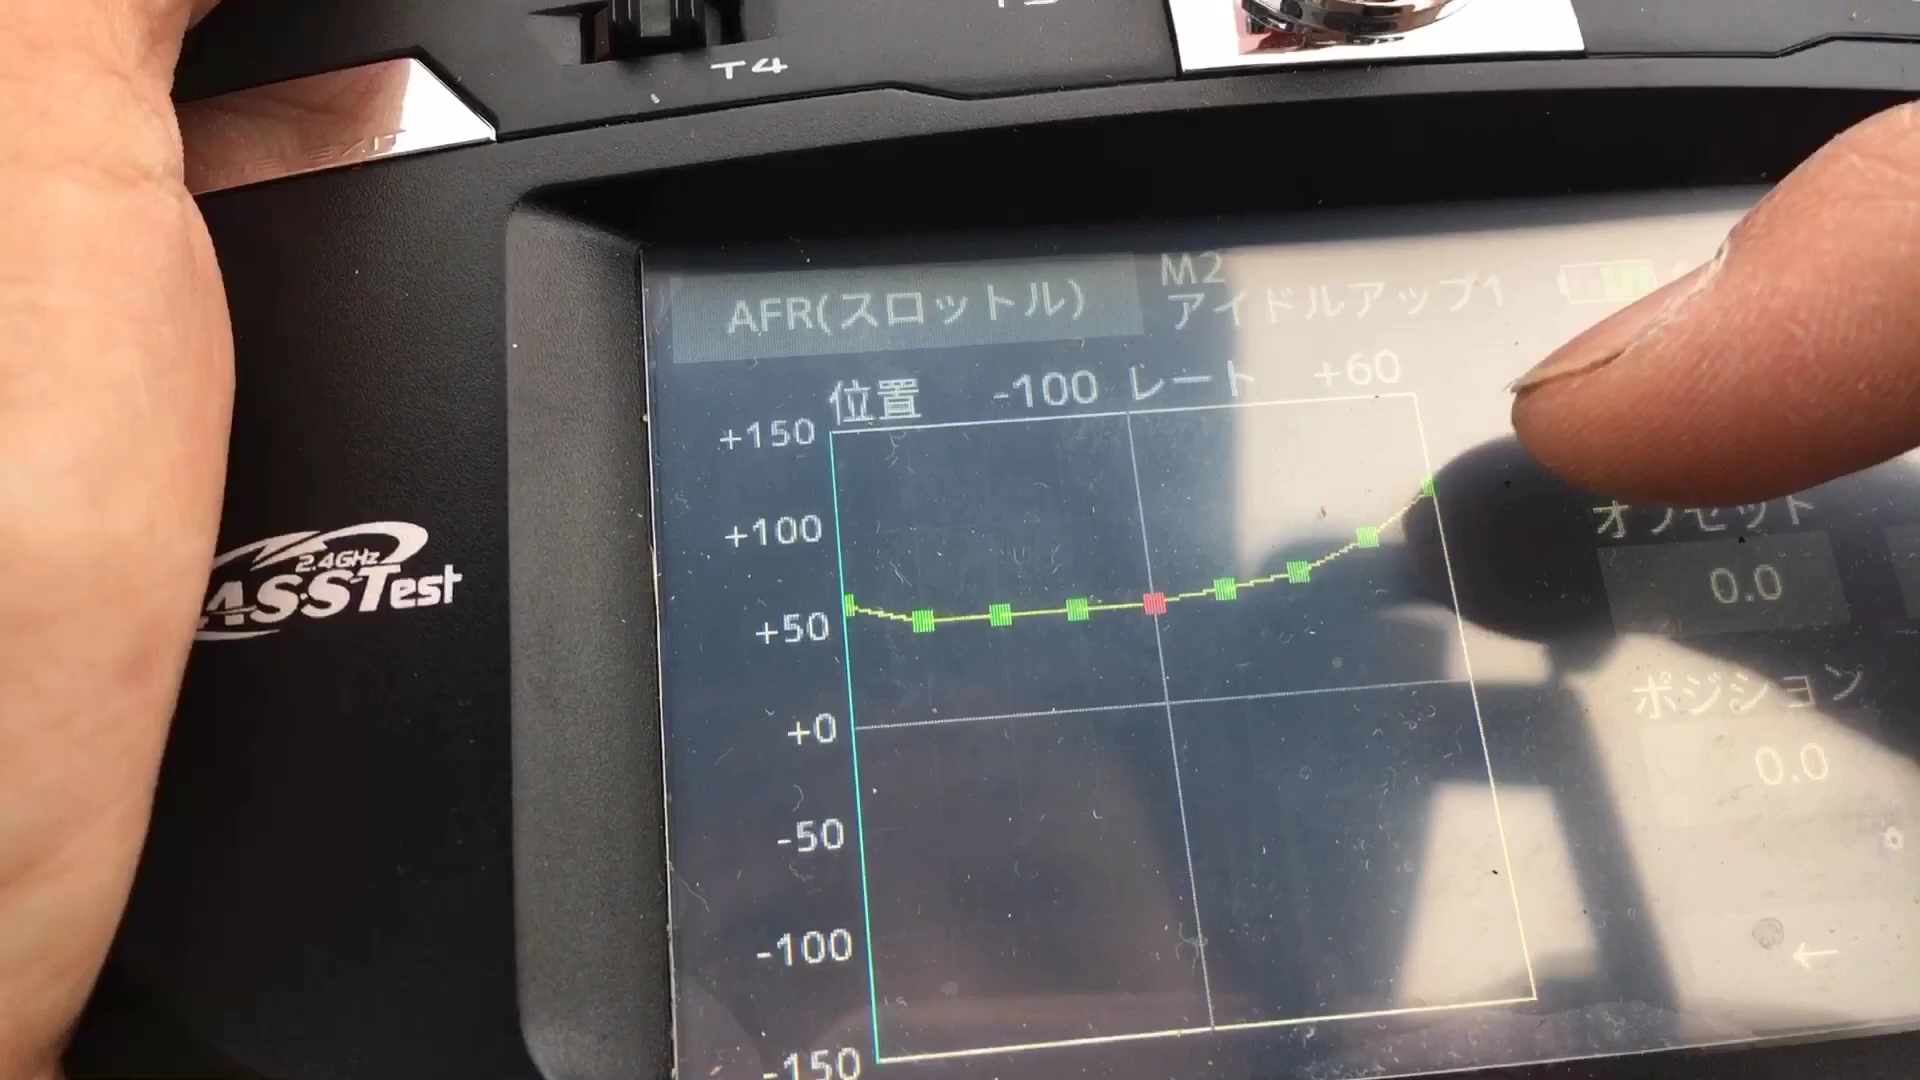 T4
AFR(スロットル)
M2
アイドルアップ1
位置 -100 レート +60
+150
+100
+50
+0
-50
-100
-150
オフセット
0.0
ポジション
0.0
←
2.4GHz
FASSTest